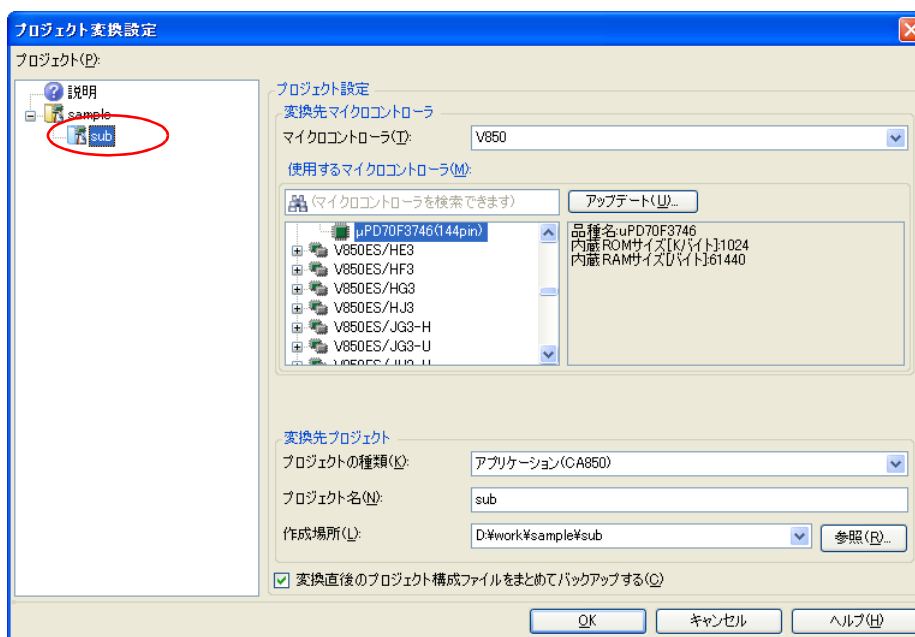 プロジェクト変換設定
プロジェクト(P):
説明
sample
sub
プロジェクト設定
変換先マイクロコントローラ
マイクロコントローラ(T):
V850
使用するマイクロコントローラ(M):
(マイクロコントローラを検索できます)
アップデート(U)...
μPD70F3746(144pin)
V850ES/HE3
V850ES/HF3
V850ES/HG3
V850ES/HJ3
V850ES/JG3-H
V850ES/JG3-U
品種名:uPD70F3746
内蔵ROMサイズ[Kバイト]:1024
内蔵RAMサイズ[バイト]:61440
変換先プロジェクト
プロジェクトの種類(K):
アプリケーション(CA850)
プロジェクト名(N):
sub
作成場所(L):
D:¥work¥sample¥sub
参照(R)...
変換直後のプロジェクト構成ファイルをまとめてバックアップする(C)
OK
キャンセル
ヘルプ(H)